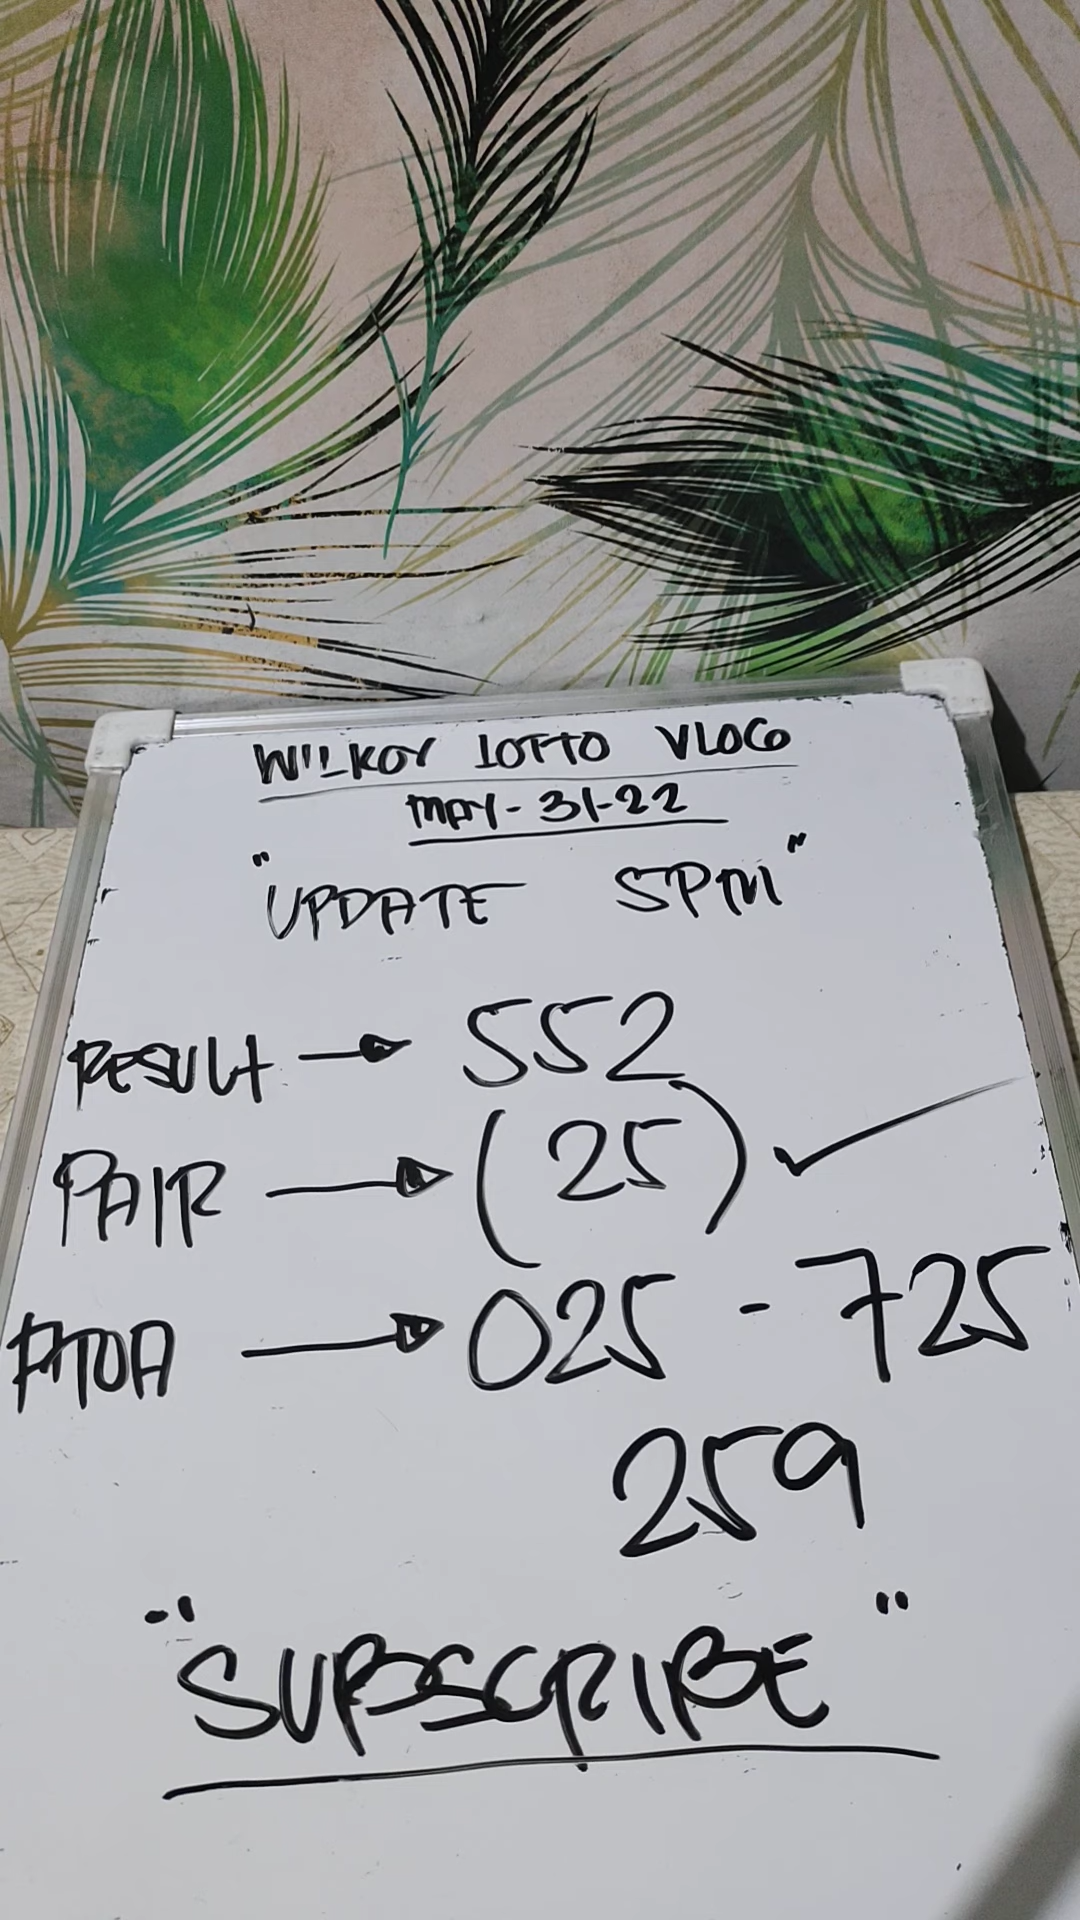 WILKOY LOTTO VLOG
MAY-31-22
"UPDATE 5PM"
RESULT → 552
PAIR → (25) ✓
ATOA → 025 - 725
259
"SUBSCRIBE"